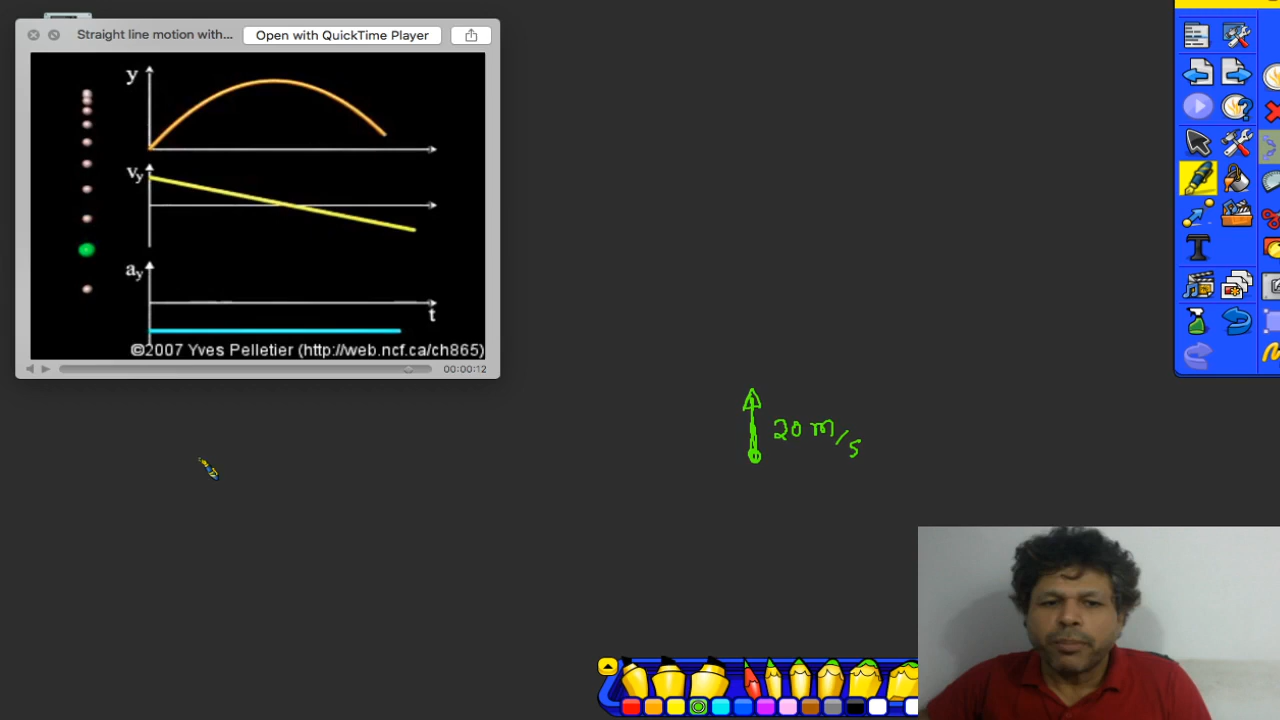 Straight line motion with...
Open with QuickTime Player
y
vy
ay
t
©2007 Yves Pelletier (http://web.ncf.ca/ch865)
00:00:12
20 m/s